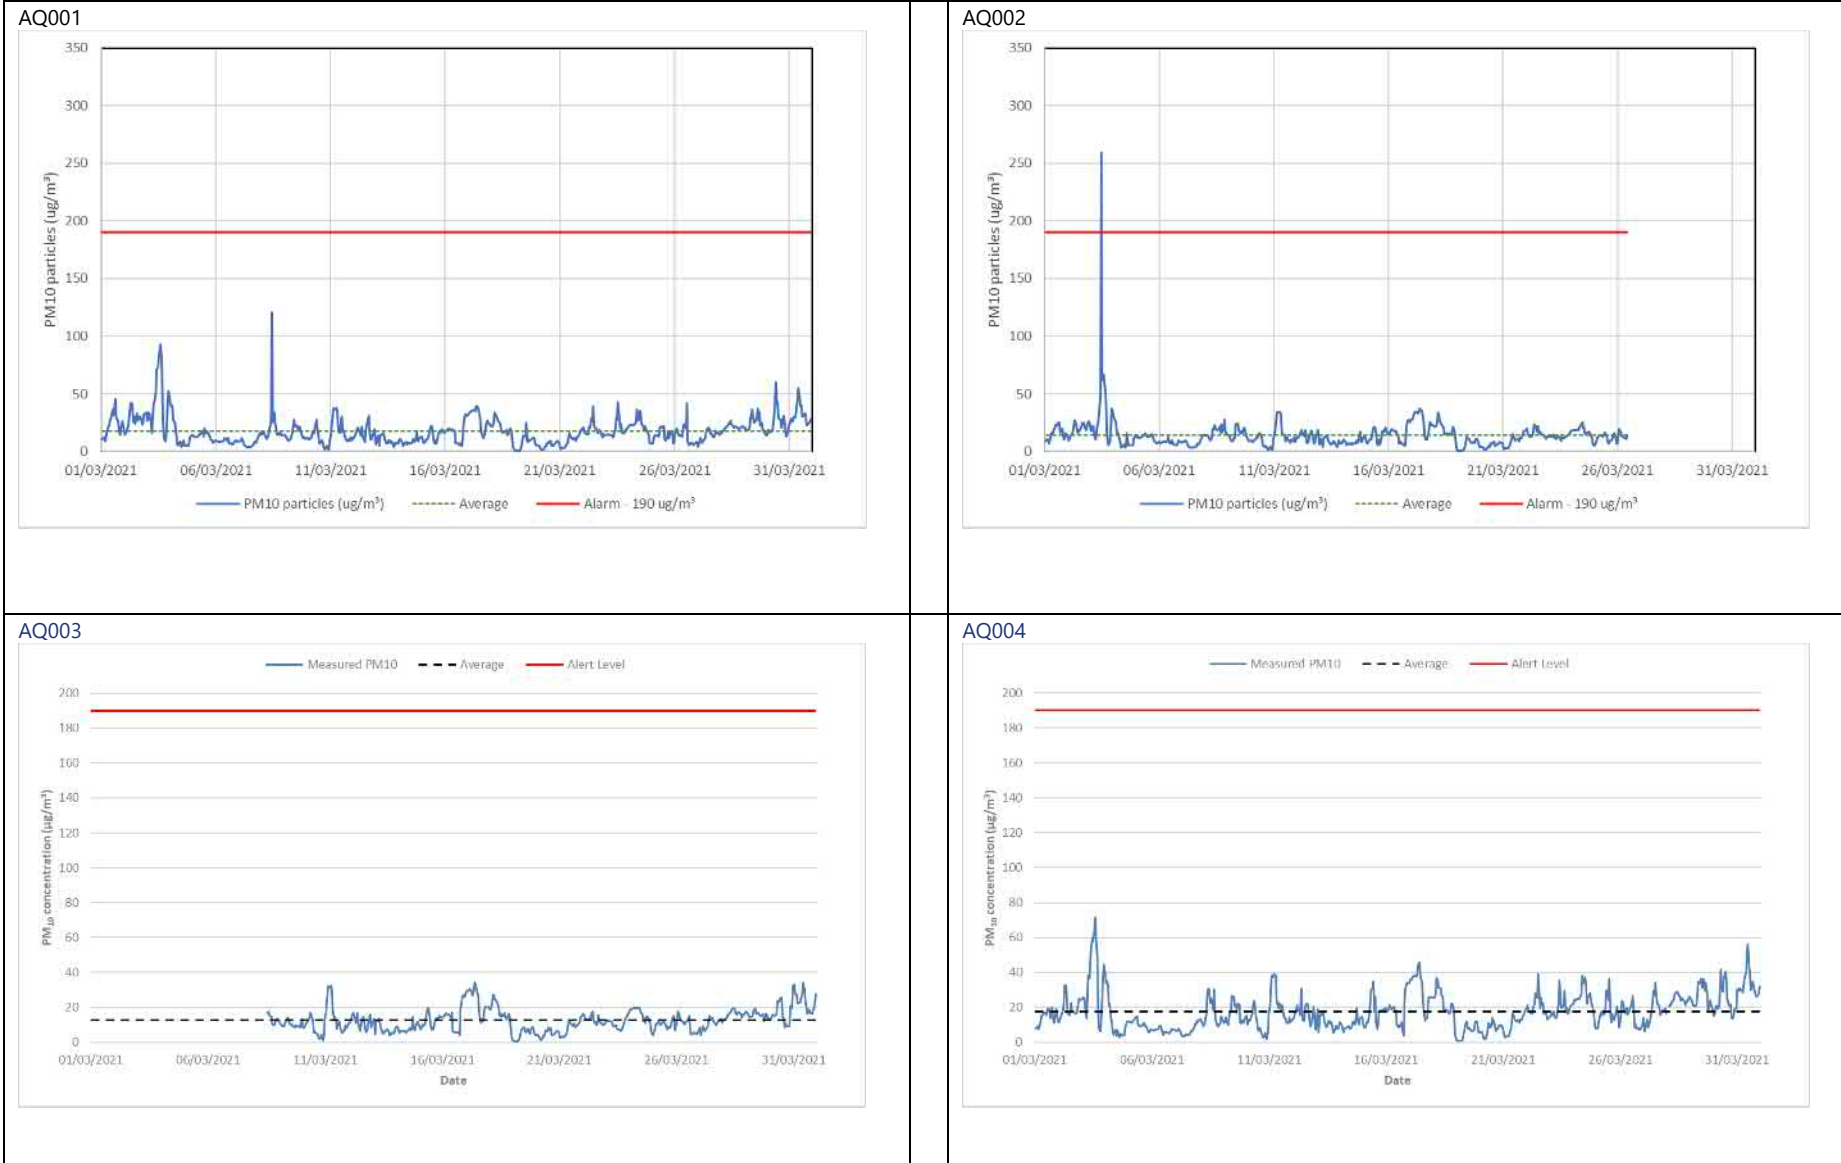 AQ001
350
300
250
200
150
100
50
0
PM10 particles (ug/m³)
01/03/2021 06/03/2021 11/03/2021 16/03/2021 21/03/2021 26/03/2021 31/03/2021
PM10 particles (ug/m³) Average Alarm - 190 ug/m³
AQ002
350
300
250
200
150
100
50
0
PM10 particles (ug/m³)
01/03/2021 06/03/2021 11/03/2021 16/03/2021 21/03/2021 26/03/2021 31/03/2021
PM10 particles (ug/m³) Average Alarm - 190 ug/m³
AQ003
Measured PM10 Average Alert Level
200
180
160
140
120
100
80
60
40
20
0
PM₁₀ concentration (µg/m³)
01/03/2021 06/03/2021 11/03/2021 16/03/2021 21/03/2021 26/03/2021 31/03/2021
Date
AQ004
Measured PM10 Average Alert Level
200
180
160
140
120
100
80
60
40
20
0
PM₁₀ concentration (µg/m³)
01/03/2021 06/03/2021 11/03/2021 16/03/2021 21/03/2021 26/03/2021 31/03/2021
Date